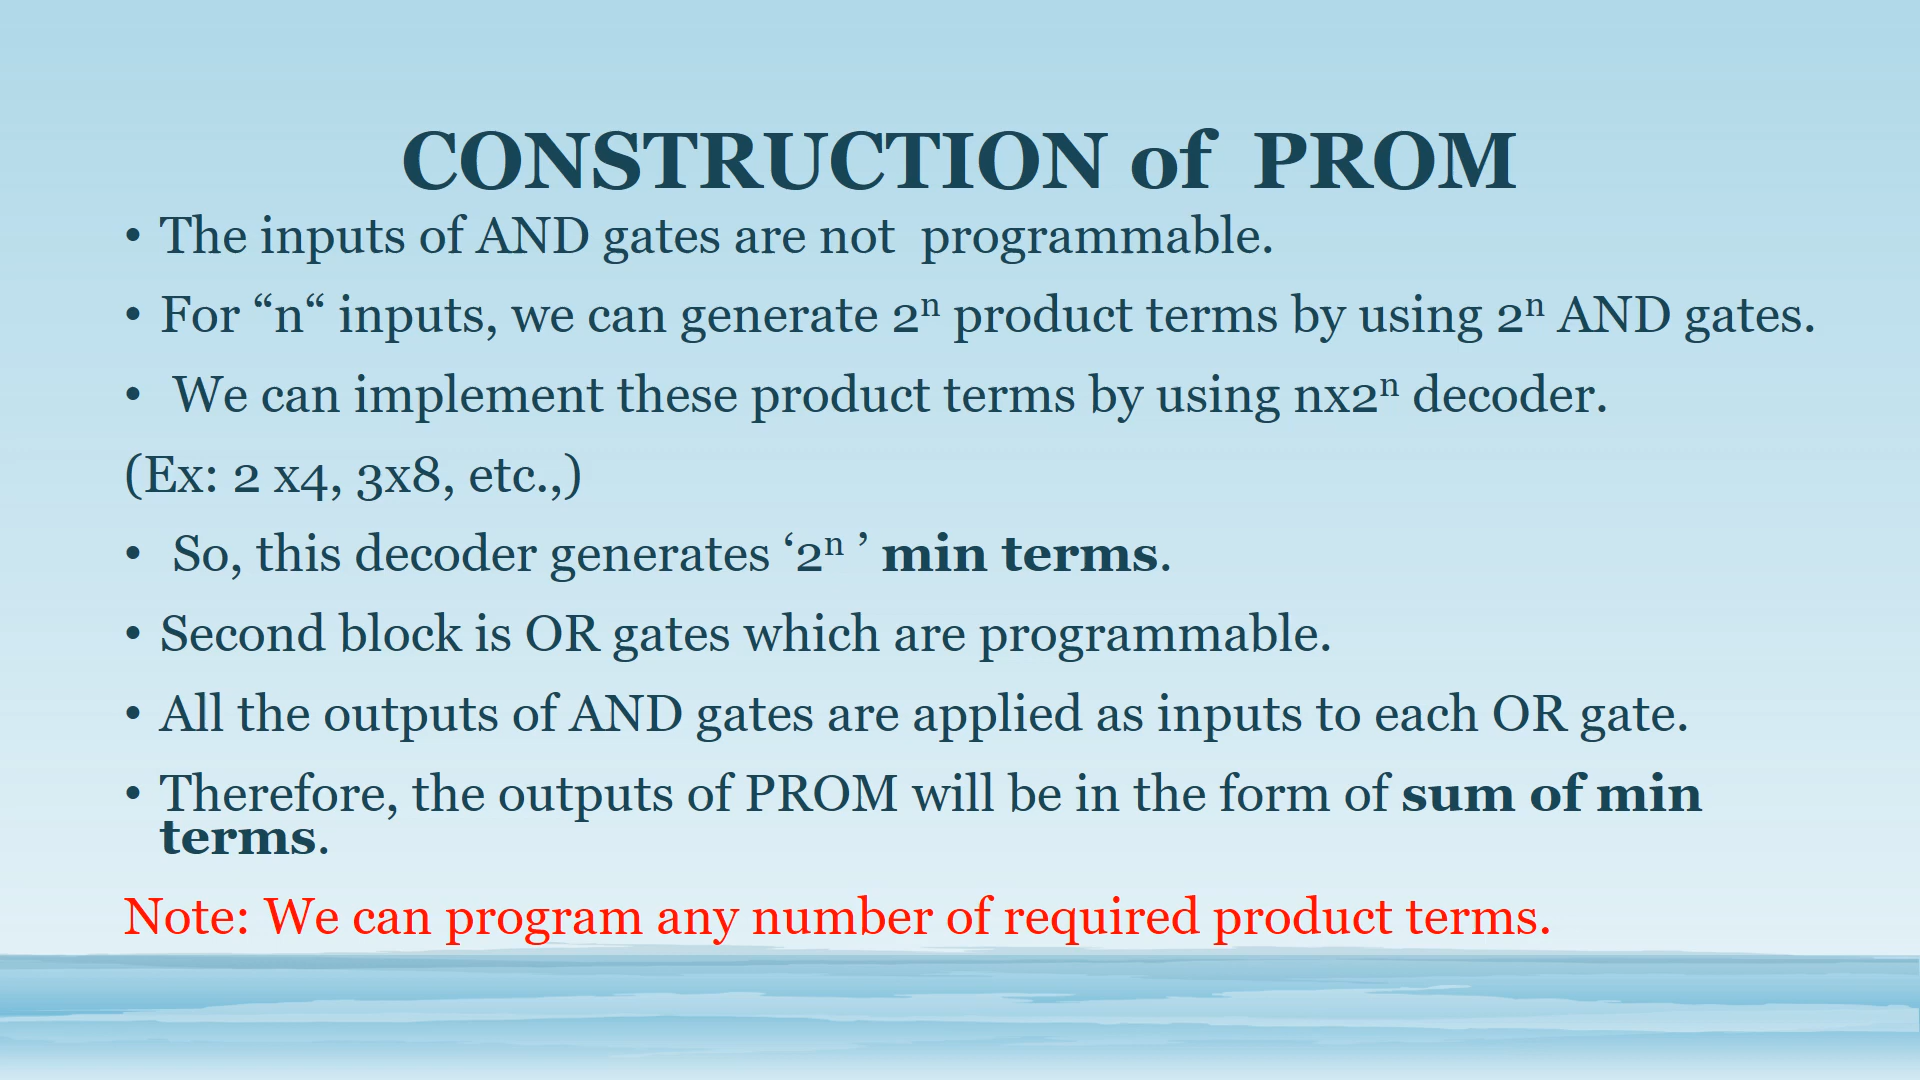 CONSTRUCTION of  PROM
• The inputs of AND gates are not  programmable.
• For “n“ inputs, we can generate 2ⁿ product terms by using 2ⁿ AND gates.
•  We can implement these product terms by using nx2ⁿ decoder.
(Ex: 2 x4, 3x8, etc.,)
•  So, this decoder generates ‘2ⁿ ’ min terms.
• Second block is OR gates which are programmable.
• All the outputs of AND gates are applied as inputs to each OR gate.
• Therefore, the outputs of PROM will be in the form of sum of min
terms.
Note: We can program any number of required product terms.